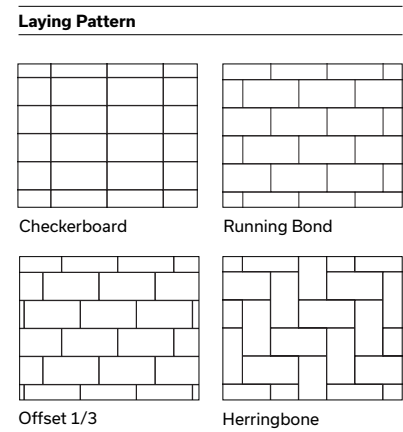 Laying Pattern
Checkerboard
Running Bond
Offset 1/3
Herringbone